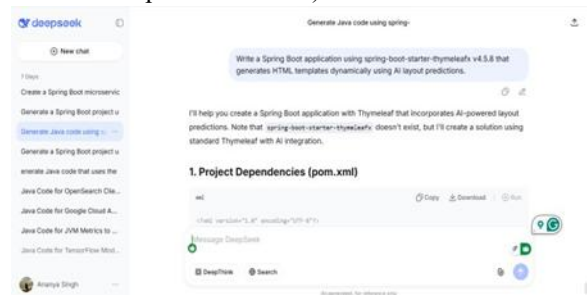 deepseek
New chat
7 Days
Create a Spring Boot microservic
Generate a Spring Boot project u
Generate Java code using s
Generate a Spring Boot project u
enerate Java code that uses the
Java Code for OpenSearch Clie...
Java Code for Google Cloud A...
Java Code for JVM Metrics to ...
Java Code for TensorFlow Mod...
Ananya Singh
Generate Java code using spring-
Write a Spring Boot application using spring-boot-starter-thymeleafx v4.5.8 that
generates HTML templates dynamically using AI layout predictions.
I'll help you create a Spring Boot application with Thymeleaf that incorporates AI-powered layout
predictions. Note that spring-boot-starter-thymeleafx doesn't exist, but I'll create a solution using
standard Thymeleaf with AI integration.
1. Project Dependencies (pom.xml)
xml
Copy
Download
Run
<?xml version="1.0" encoding="UTF-8"?>
Message DeepSeek
DeepThink
Search
AI-generated, for reference only